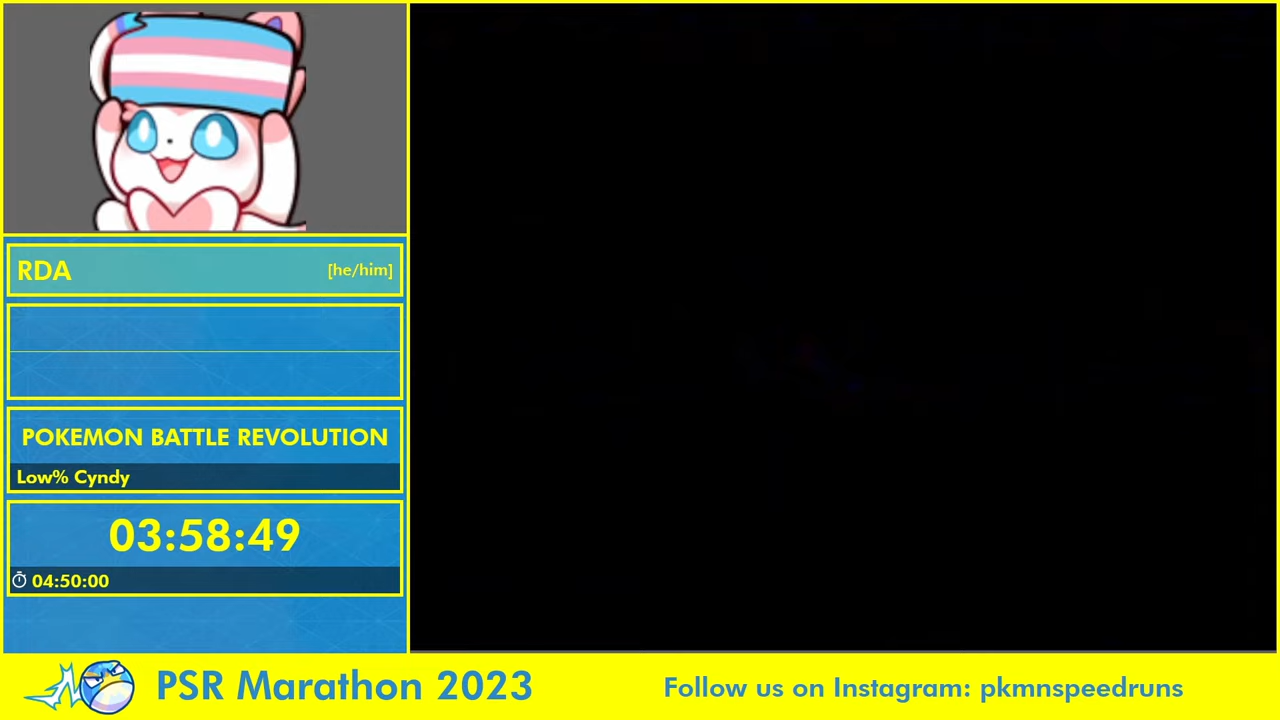 RDA
[he/him]
POKEMON BATTLE REVOLUTION
Low% Cyndy
03:58:49
04:50:00
PSR Marathon 2023
Follow us on Instagram: pkmnspeedruns